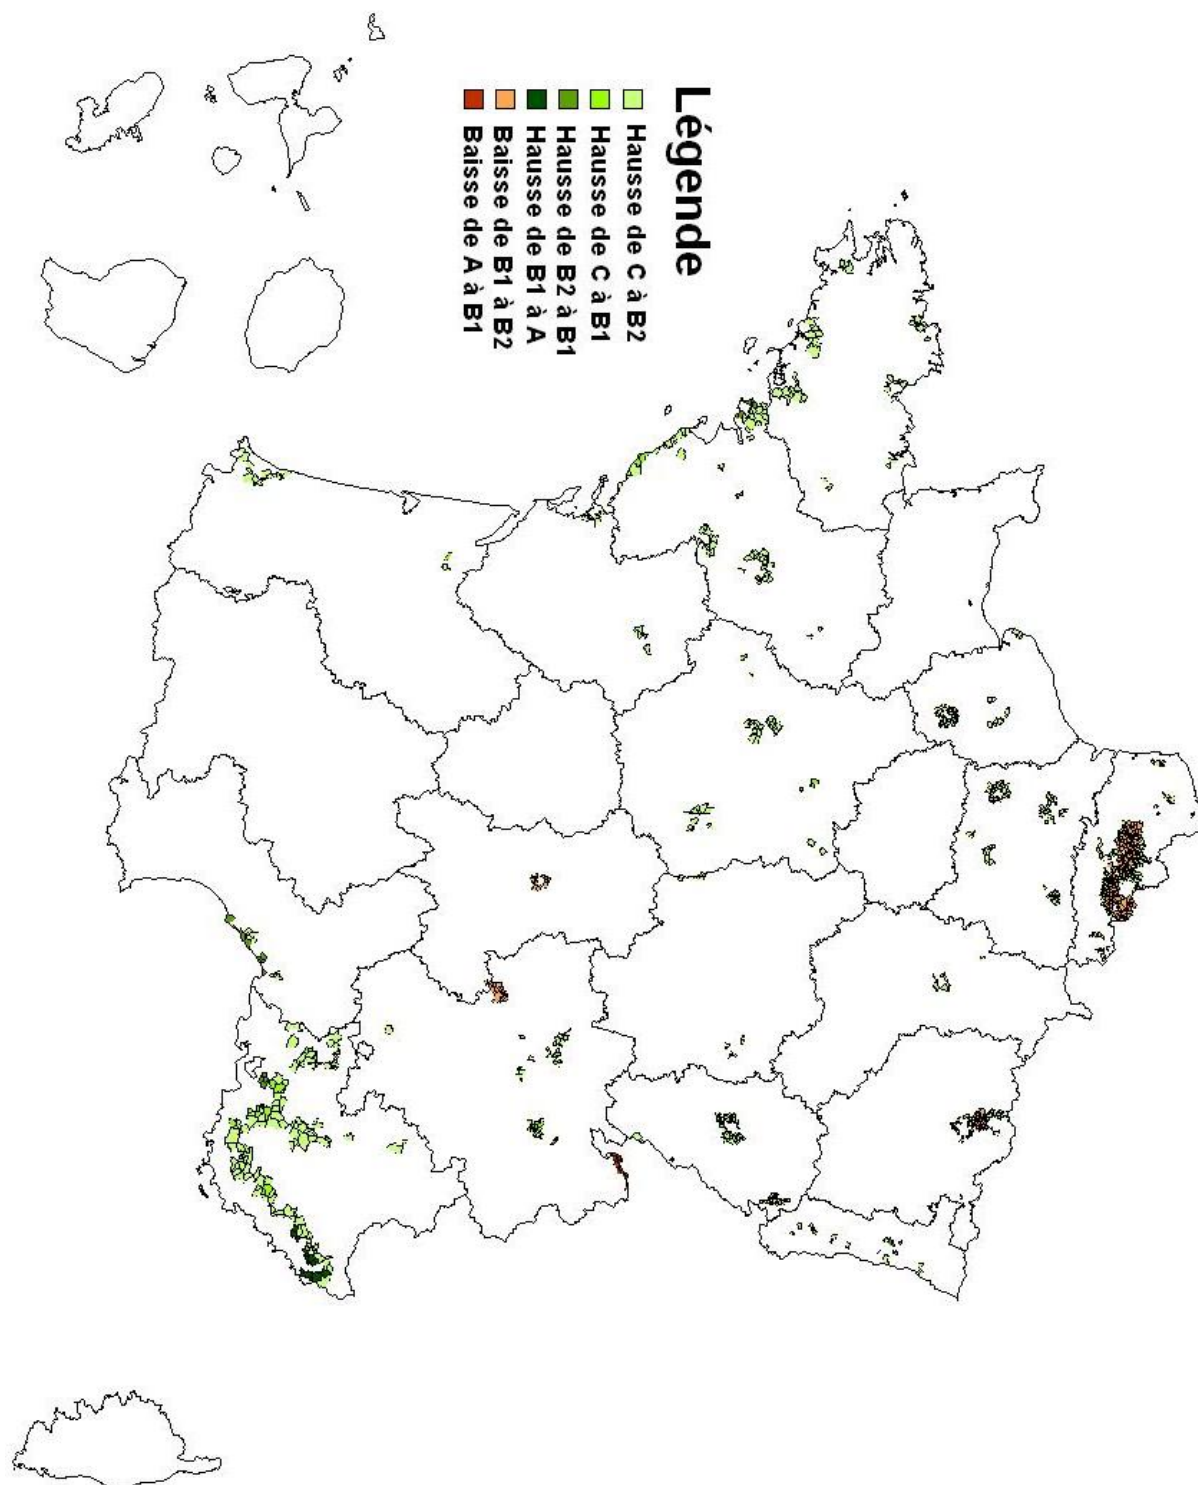 Légende
Hausse de C à B2
Hausse de C à B1
Hausse de B2 à B1
Hausse de B1 à A
Baisse de B1 à B2
Baisse de A à B1